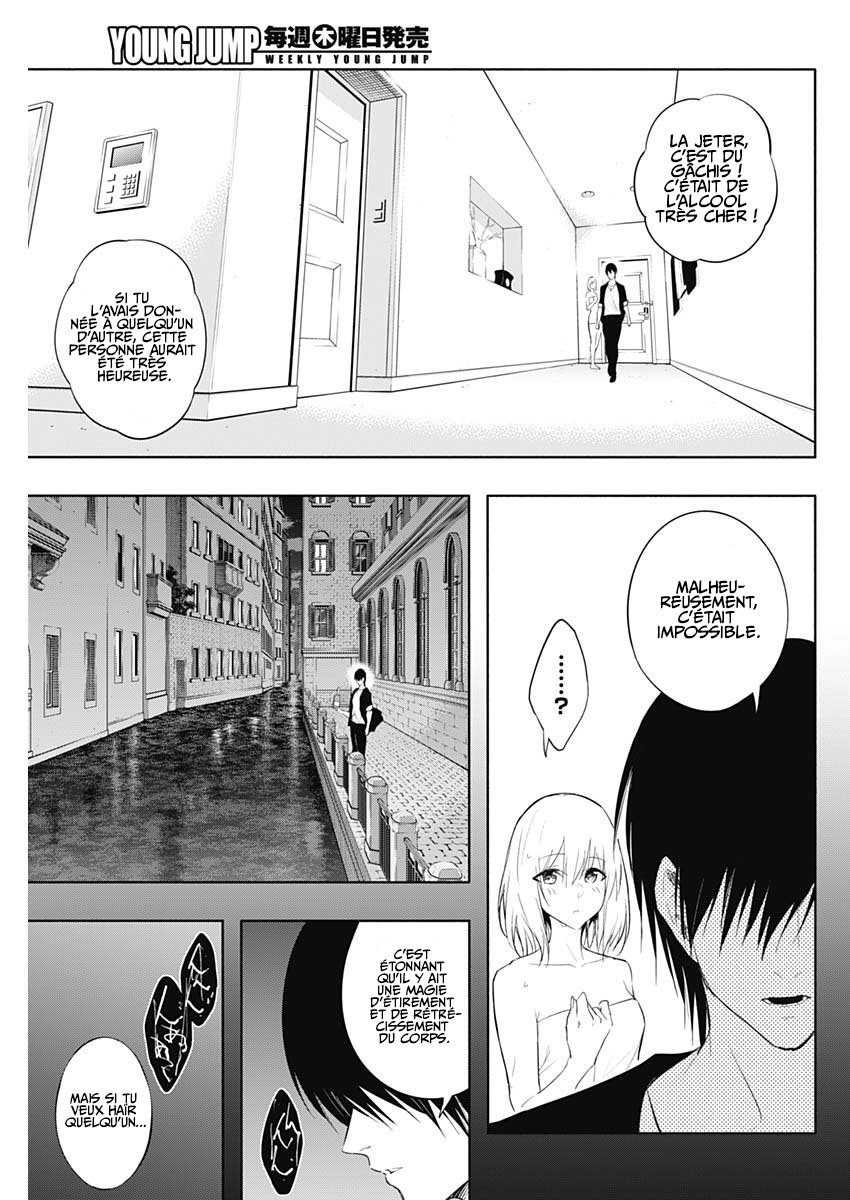 YOUNG JUMP 毎週木曜日発売
WEEKLY YOUNG JUMP
LA JETER,
C'EST DU
GÂCHIS !
C'ÉTAIT DE
L'ALCOOL
TRÈS CHER !
SI TU
L'AVAIS DON-
NÉE À QUELQU'UN
D'AUTRE, CETTE
PERSONNE AURAIT
ÉTÉ TRÈS
HEUREUSE.
MALHEU-
REUSEMENT,
C'ÉTAIT
IMPOSSIBLE.
.......?
C'EST
ÉTONNANT
QU'IL Y AIT
UNE MAGIE
D'ÉTIREMENT
ET DE RÉTRÉ-
CISSEMENT
DU CORPS.
MAIS SI TU
VEUX HAÏR
QUELQU'UN...